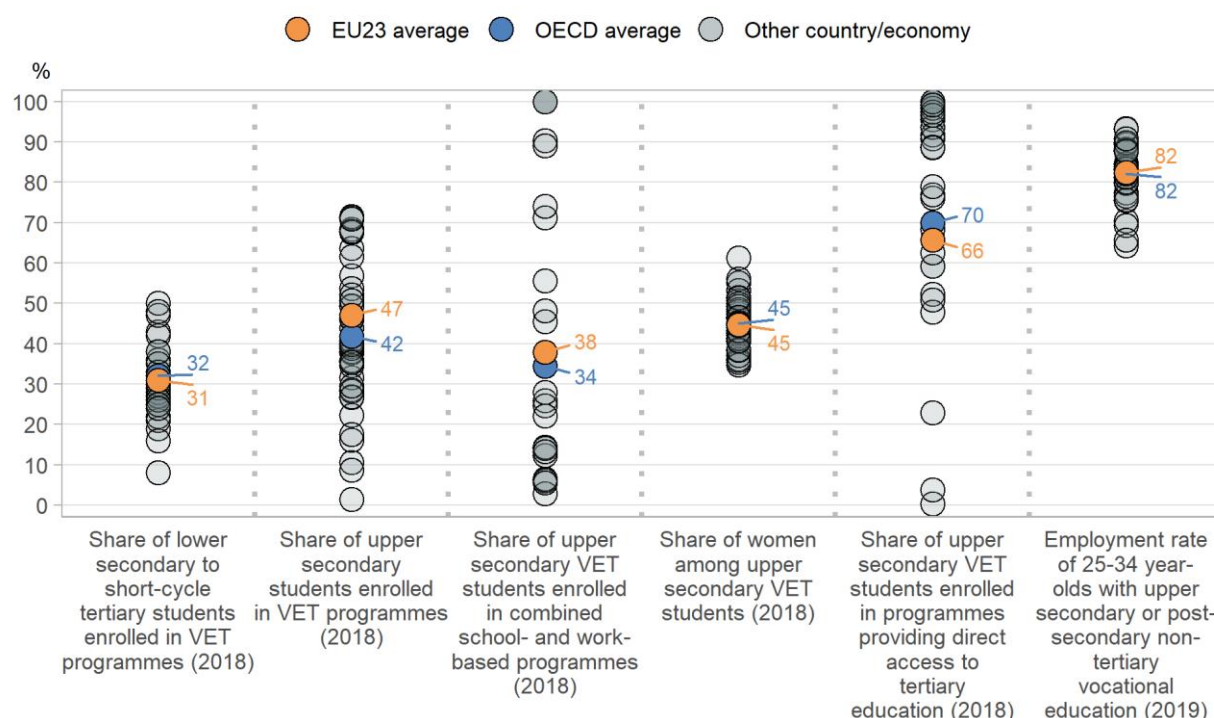 EU23 average OECD average Other country/economy
%
100
90
80
70
60
50
40
30
20
10
0
32
31
47
42
38
34
45
45
70
66
82
82
Share of lower
secondary to
short-cycle
tertiary students
enrolled in VET
programmes (2018)
Share of upper
secondary
students enrolled
in VET programmes
(2018)
Share of upper
secondary VET
students enrolled
in combined
school- and work-
based programmes
(2018)
Share of women
among upper
secondary VET
students (2018)
Share of upper
secondary VET
students enrolled
in programmes
providing direct
access to
tertiary
education (2018)
Employment rate
of 25-34 year-
olds with upper
secondary or post-
secondary non-
tertiary
vocational
education (2019)